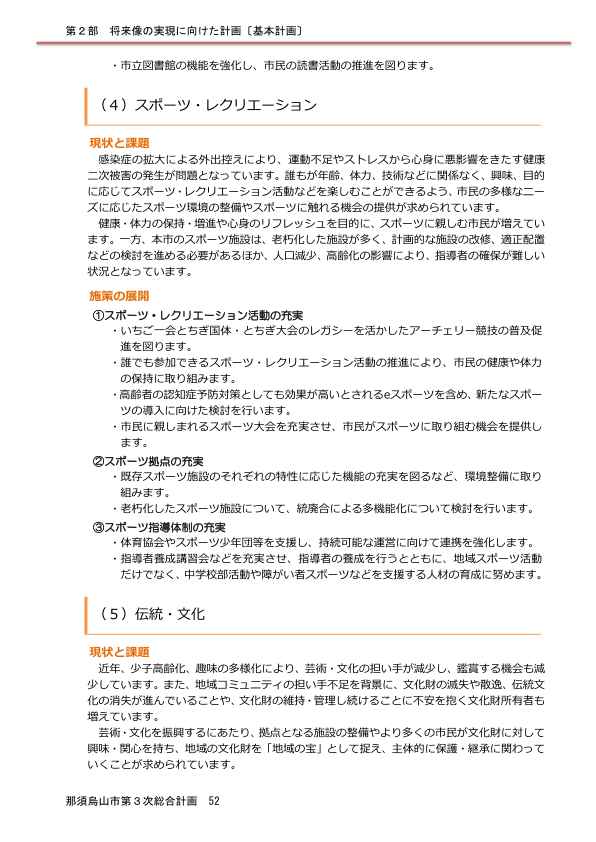 第２部　将来像の実現に向けた計画〔基本計画〕
・市立図書館の機能を強化し、市民の読書活動の推進を図ります。
（４）スポーツ・レクリエーション
現状と課題
感染症の拡大による外出控えにより、運動不足やストレスから心身に悪影響をきたす健康
二次被害の発生が問題となっています。誰もが年齢、体力、技術などに関係なく、興味、目的
に応じてスポーツ・レクリエーション活動などを楽しむことができるよう、市民の多様なニー
ズに応じたスポーツ環境の整備やスポーツに触れる機会の提供が求められています。
健康・体力の保持・増進や心身のリフレッシュを目的に、スポーツに親しむ市民が増えてい
ます。一方、本市のスポーツ施設は、老朽化した施設が多く、計画的な施設の改修、適正配置
などの検討を進める必要があるほか、人口減少、高齢化の影響により、指導者の確保が難しい
状況となっています。
施策の展開
①スポーツ・レクリエーション活動の充実
・いちご一会とちぎ国体・とちぎ大会のレガシーを活かしたアーチェリー競技の普及促
進を図ります。
・誰でも参加できるスポーツ・レクリエーション活動の推進により、市民の健康や体力
の保持に取り組みます。
・高齢者の認知症予防対策としても効果が高いとされるeスポーツを含め、新たなスポー
ツの導入に向けた検討を行います。
・市民に親しまれるスポーツ大会を充実させ、市民がスポーツに取り組む機会を提供し
ます。
②スポーツ拠点の充実
・既存スポーツ施設のそれぞれの特性に応じた機能の充実を図るなど、環境整備に取り
組みます。
・老朽化したスポーツ施設について、統廃合による多機能化について検討を行います。
③スポーツ指導体制の充実
・体育協会やスポーツ少年団等を支援し、持続可能な運営に向けて連携を強化します。
・指導者養成講習会などを充実させ、指導者の養成を行うとともに、地域スポーツ活動
だけでなく、中学校部活動や障がい者スポーツなどを支援する人材の育成に努めます。
（５）伝統・文化
現状と課題
近年、少子高齢化、趣味の多様化により、芸術・文化の担い手が減少し、鑑賞する機会も減
少しています。また、地域コミュニティの担い手不足を背景に、文化財の滅失や散逸、伝統文
化の消失が進んでいることや、文化財の維持・管理し続けることに不安を抱く文化財所有者も
増えています。
芸術・文化を振興するにあたり、拠点となる施設の整備やより多くの市民が文化財に対して
興味・関心を持ち、地域の文化財を「地域の宝」として捉え、主体的に保護・継承に関わって
いくことが求められています。
那須烏山市第３次総合計画　52